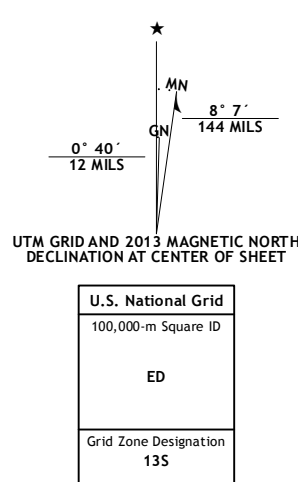 ★
MN
GN
8° 7´
144 MILS
0° 40´
12 MILS
UTM GRID AND 2013 MAGNETIC NORTH
DECLINATION AT CENTER OF SHEET
U.S. National Grid
100,000-m Square ID
ED
Grid Zone Designation
13S